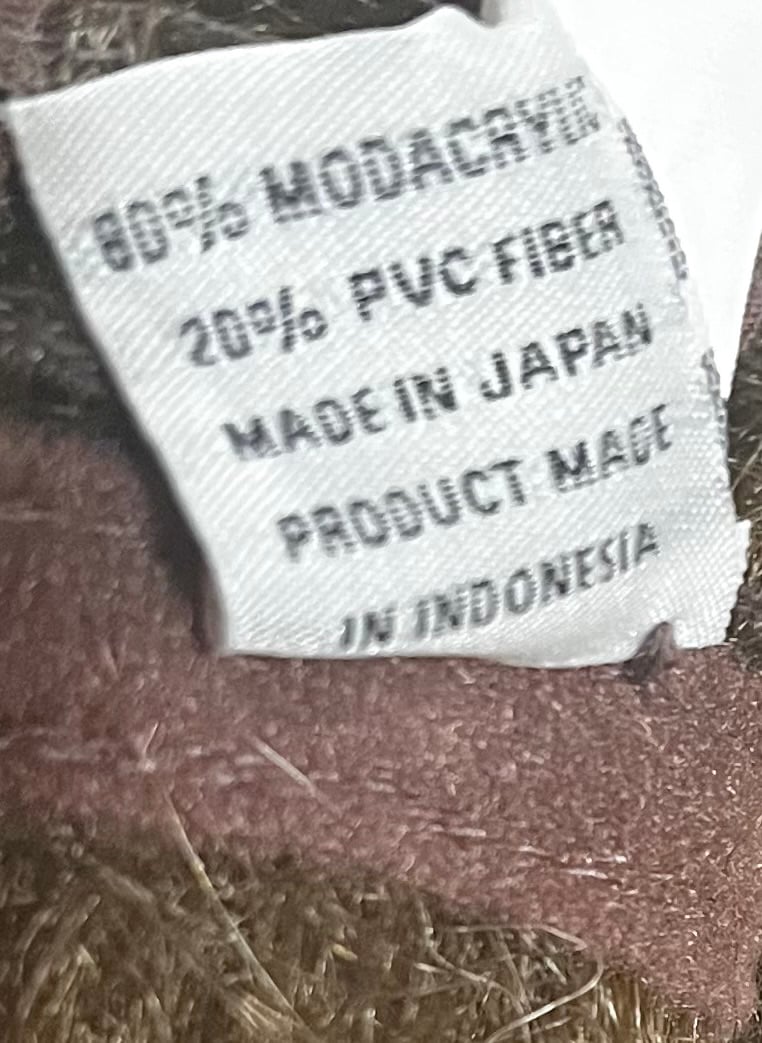 80% MODACRYLIC
20% PVC FIBER
MADE IN JAPAN
PRODUCT MADE
IN INDONESIA